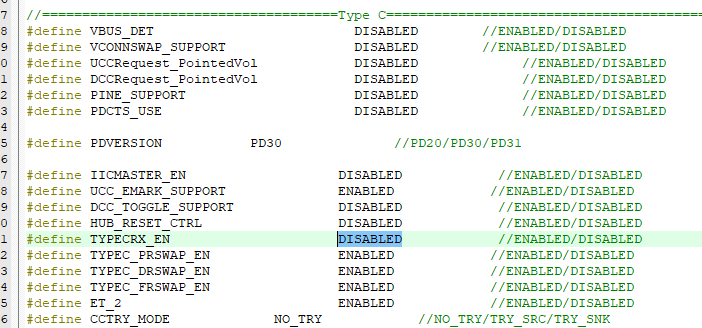 7 //=====================================Type C========================================
8 #define VBUS_DET DISABLED //ENABLED/DISABLED
9 #define VCONNSWAP_SUPPORT DISABLED //ENABLED/DISABLED
0 #define UCCRequest_PointedVol DISABLED //ENABLED/DISABLED
1 #define DCCRequest_PointedVol DISABLED //ENABLED/DISABLED
2 #define PINE_SUPPORT DISABLED //ENABLED/DISABLED
3 #define PDCTS_USE DISABLED //ENABLED/DISABLED
4
5 #define PDVERSION PD30 //PD20/PD30/PD31
6
7 #define IICMASTER_EN DISABLED //ENABLED/DISABLED
8 #define UCC_EMARK_SUPPORT ENABLED //ENABLED/DISABLED
9 #define DCC_TOGGLE_SUPPORT DISABLED //ENABLED/DISABLED
0 #define HUB_RESET_CTRL DISABLED //ENABLED/DISABLED
1 #define TYPECRX_EN DISABLED //ENABLED/DISABLED
2 #define TYPEC_PRSWAP_EN ENABLED //ENABLED/DISABLED
3 #define TYPEC_DRSWAP_EN ENABLED //ENABLED/DISABLED
4 #define TYPEC_FRSWAP_EN ENABLED //ENABLED/DISABLED
5 #define ET_2 ENABLED //ENABLED/DISABLED
6 #define CCTRY_MODE NO_TRY //NO_TRY/TRY_SRC/TRY_SNK